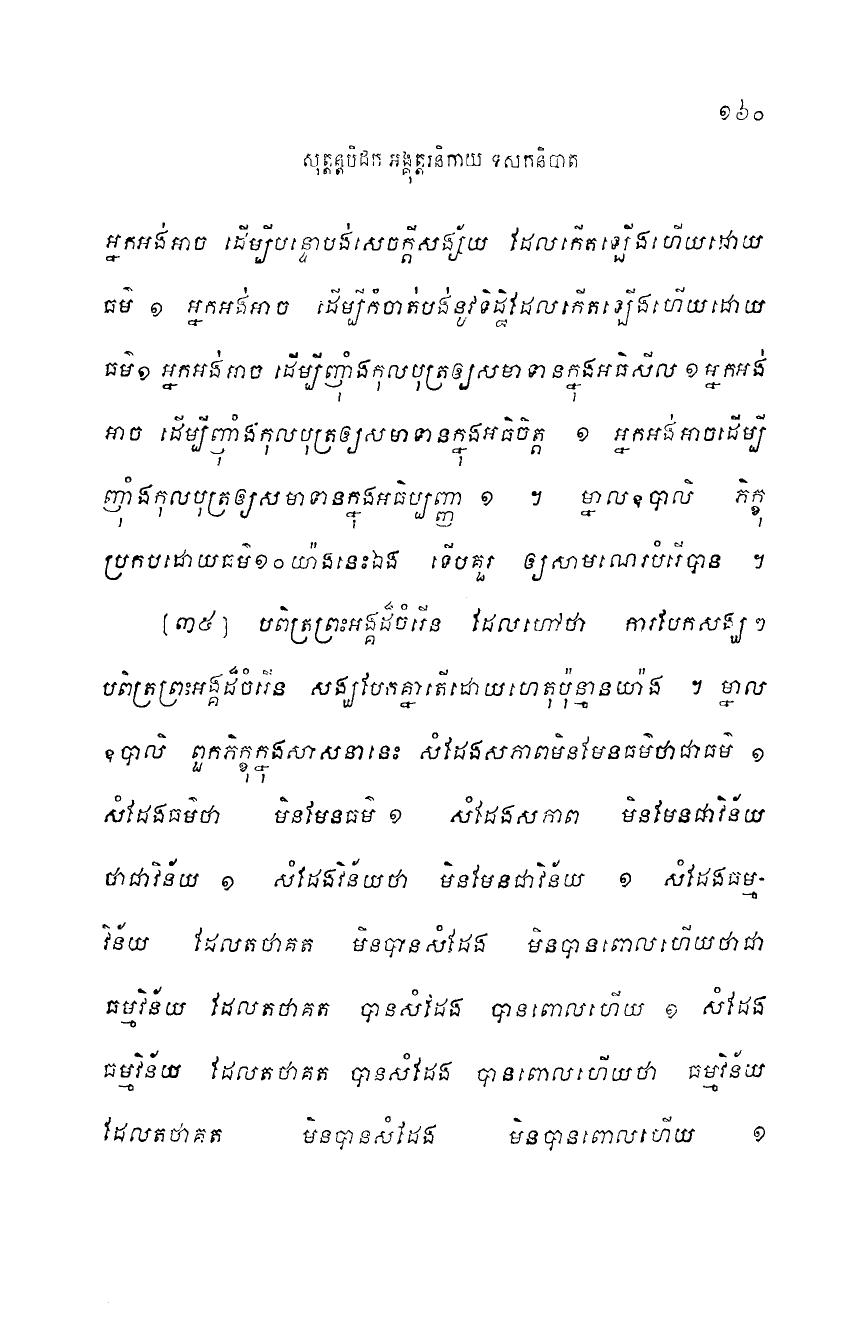 ១៦០
សុត្តន្តបិដក អង្គុត្តរនិកាយ ទសកនិបាត
អ្នកអង់អាច ដើម្បីបន្ទោបង់សេចក្តីសង្ស័យ ដែលកើតឡើងហើយដោយ
ធម៌ ១ អ្នកអង់អាច ដើម្បីកំចាត់បង់នូវទិដ្ឋិដែលកើតឡើងហើយដោយ
ធម៌១ អ្នកអង់អាច ដើម្បីញ៉ាំងកុលបុត្រឲ្យសមាទានក្នុងអធិសីល ១ អ្នកអង់
អាច ដើម្បីញ៉ាំងកុលបុត្រឲ្យសមាទានក្នុងអធិចិត្ត ១ អ្នកអង់អាចដើម្បី
ញ៉ាំងកុលបុត្រឲ្យសមាទានក្នុងអធិប្បញ្ញា ១ ។ ម្នាលឧបាលិ ភិក្ខុ
ប្រកបដោយធម៌១០យ៉ាងនេះឯង ទើបគួរ ឲ្យសាមណេរបំរើបាន ។
[៣៥] បពិត្រព្រះអង្គដ៏ចំរើន ដែលហៅថា ការបែកសង្ឃ ៗ
បពិត្រព្រះអង្គដ៏ចំរើន សង្ឃបែកគ្នាតើដោយហេតុប៉ុន្មានយ៉ាង ។ ម្នាល
ឧបាលិ ពួកភិក្ខុក្នុងសាសនានេះ សំដែងសភាពមិនមែនធម៌ថាជាធម៌ ១
សំដែងធម៌ថា មិនមែនធម៌ ១ សំដែងសភាព មិនមែនជាវិន័យ
ថាជាវិន័យ ១ សំដែងវិន័យថា មិនមែនជាវិន័យ ១ សំដែងធម្ម-
វិន័យ ដែលតថាគត មិនបានសំដែង មិនបានពោលហើយថាជា
ធម្មវិន័យ ដែលតថាគត បានសំដែង បានពោលហើយ ១ សំដែង
ធម្មវិន័យ ដែលតថាគត បានសំដែង បានពោលហើយថា ធម្មវិន័យ
ដែលតថាគត មិនបានសំដែង មិនបានពោលហើយ ១